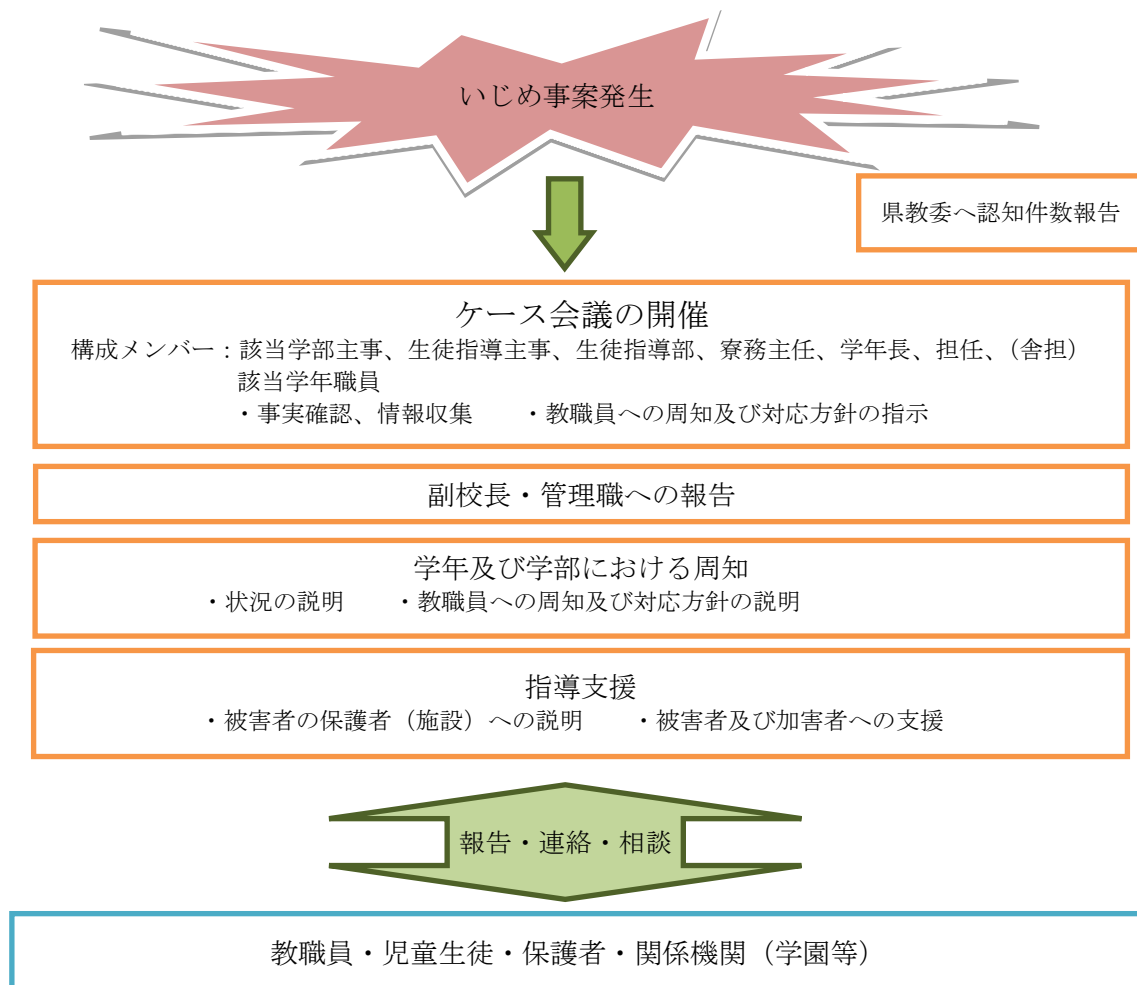 いじめ事案発生
県教委へ認知件数報告
ケース会議の開催
構成メンバー：該当学部主事、生徒指導主事、生徒指導部、寮務主任、学年長、担任、（舎担）
該当学年職員
・事実確認、情報収集　　・教職員への周知及び対応方針の指示
副校長・管理職への報告
学年及び学部における周知
・状況の説明　　・教職員への周知及び対応方針の説明
指導支援
・被害者の保護者（施設）への説明　　・被害者及び加害者への支援
報告・連絡・相談
教職員・児童生徒・保護者・関係機関（学園等）